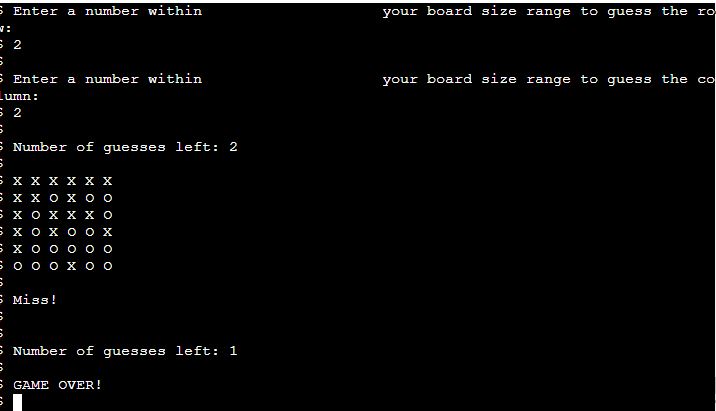 $ Enter a number within                    your board size range to guess the ro
w:
$ 2
$
$ Enter a number within                    your board size range to guess the co
lumn:
$ 2
$
$ Number of guesses left: 2
$
$ X X X X X X
$ X X O X O O
$ X O X X X O
$ X O X O O X
$ X O O O O O
$ O O O X O O
$
$ Miss!
$
$
$ Number of guesses left: 1
$
$ GAME OVER!
$